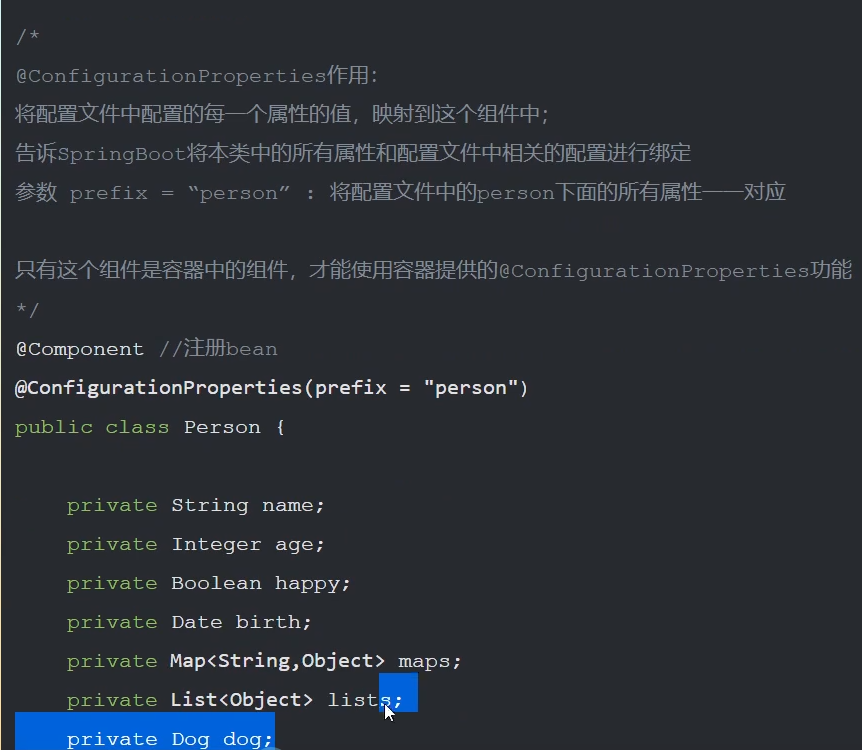 /*
@ConfigurationProperties作用:
将配置文件中配置的每一个属性的值，映射到这个组件中;
告诉SpringBoot将本类中的所有属性和配置文件中相关的配置进行绑定
参数 prefix = “person” : 将配置文件中的person下面的所有属性一一对应
只有这个组件是容器中的组件，才能使用容器提供的@ConfigurationProperties功能
*/
@Component //注册bean
@ConfigurationProperties(prefix = "person")
public class Person {
private String name;
private Integer age;
private Boolean happy;
private Date birth;
private Map<String,Object> maps;
private List<Object> lists;
private Dog dog;